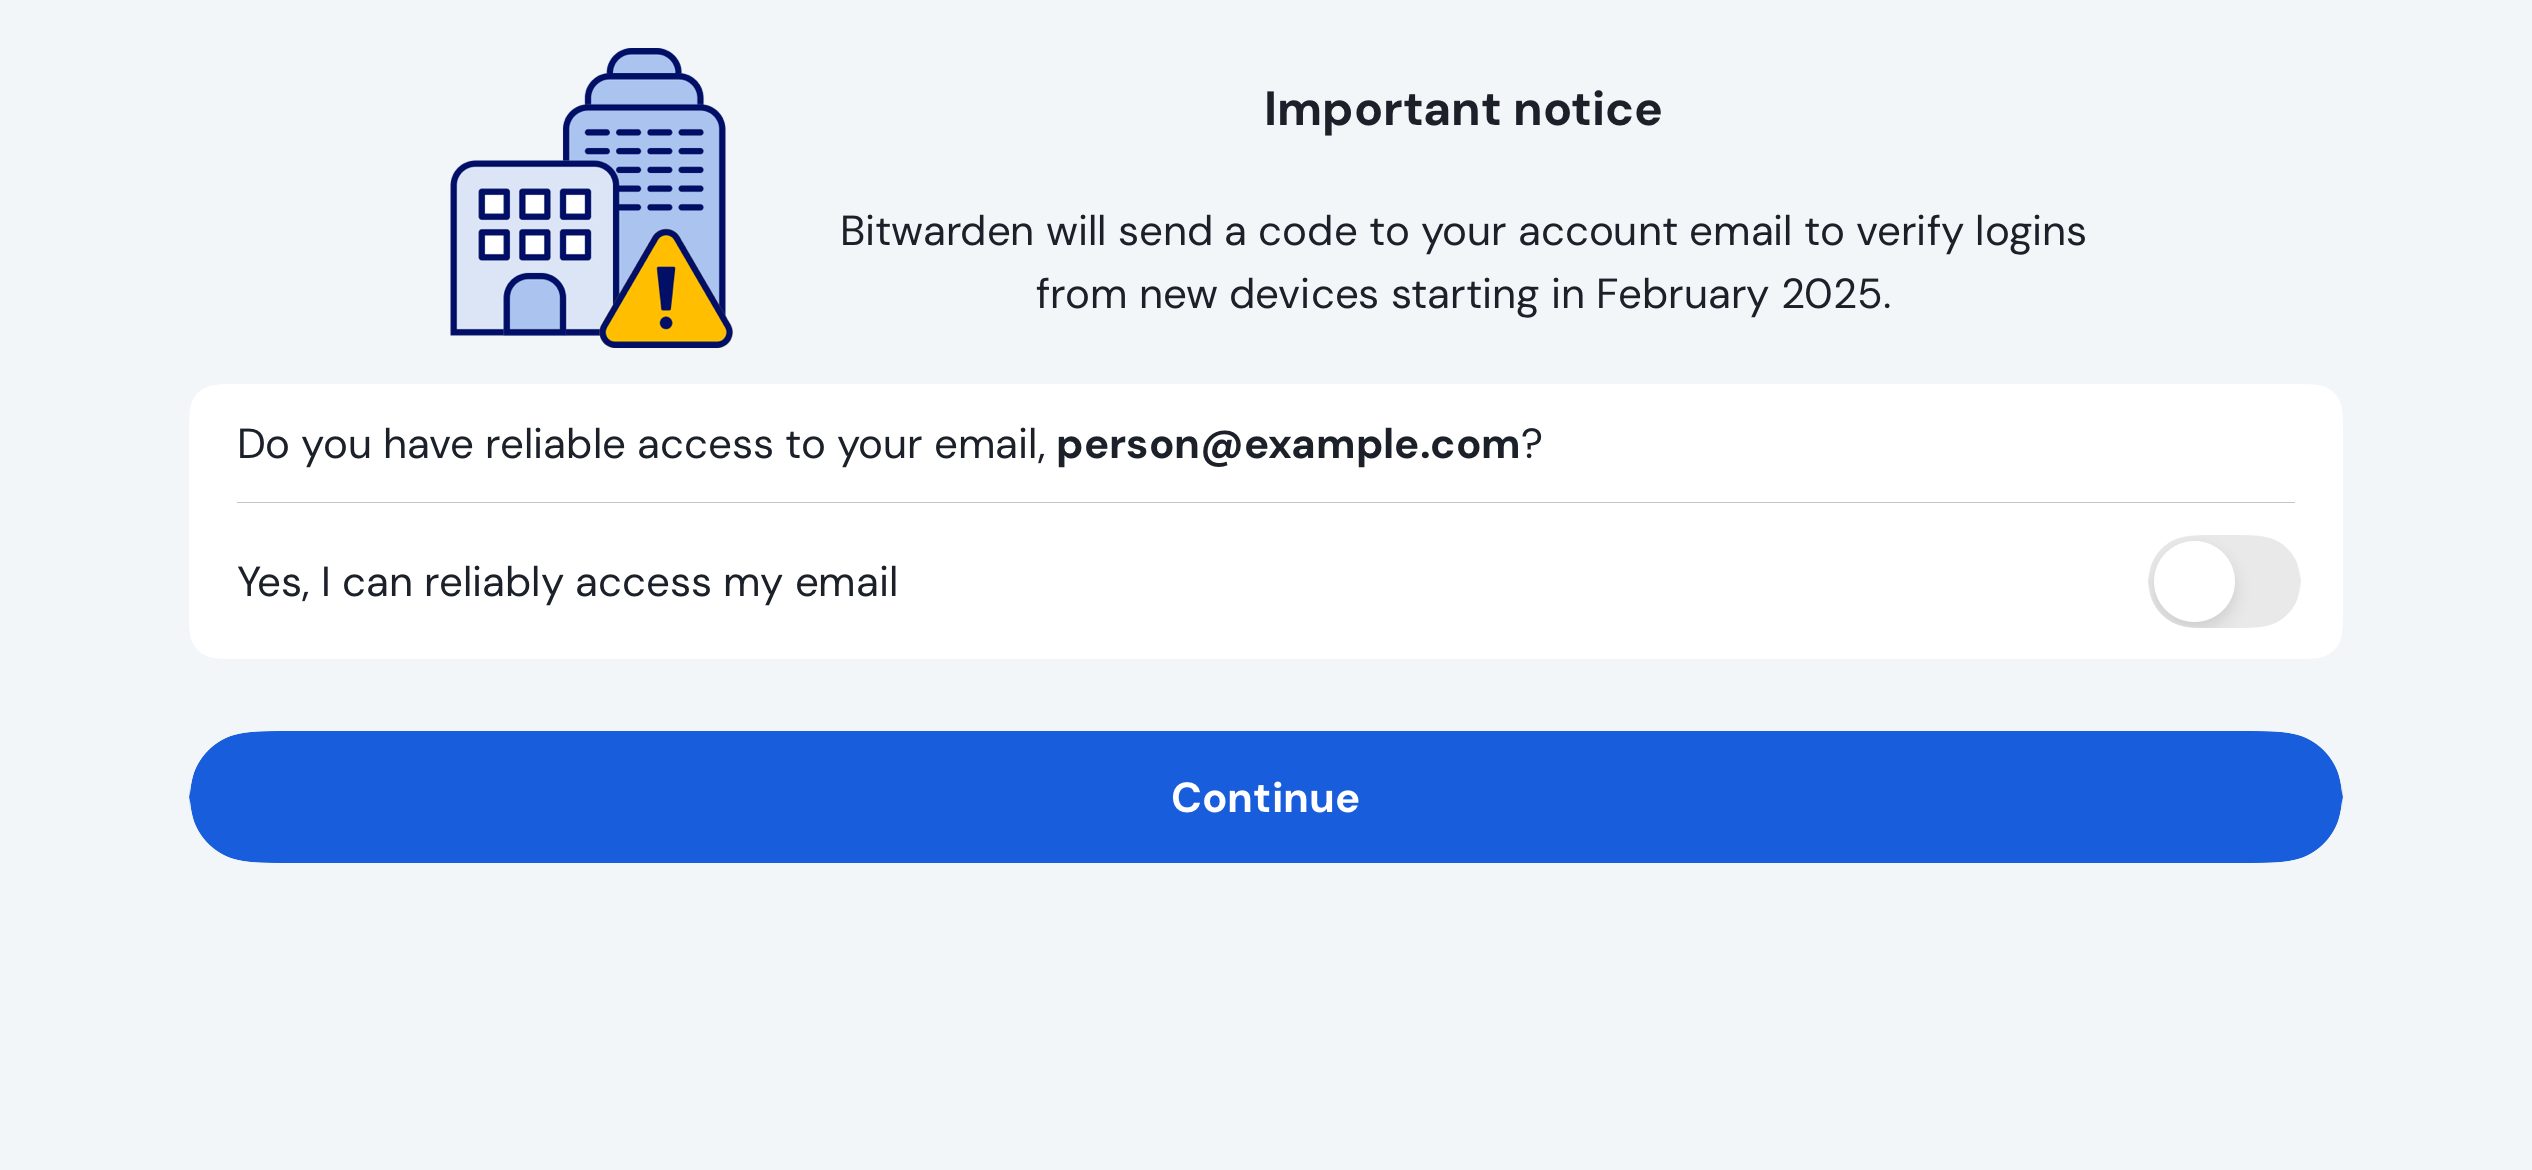 Important notice
Bitwarden will send a code to your account email to verify logins
from new devices starting in February 2025.
Do you have reliable access to your email, person@example.com?
Yes, I can reliably access my email
Continue